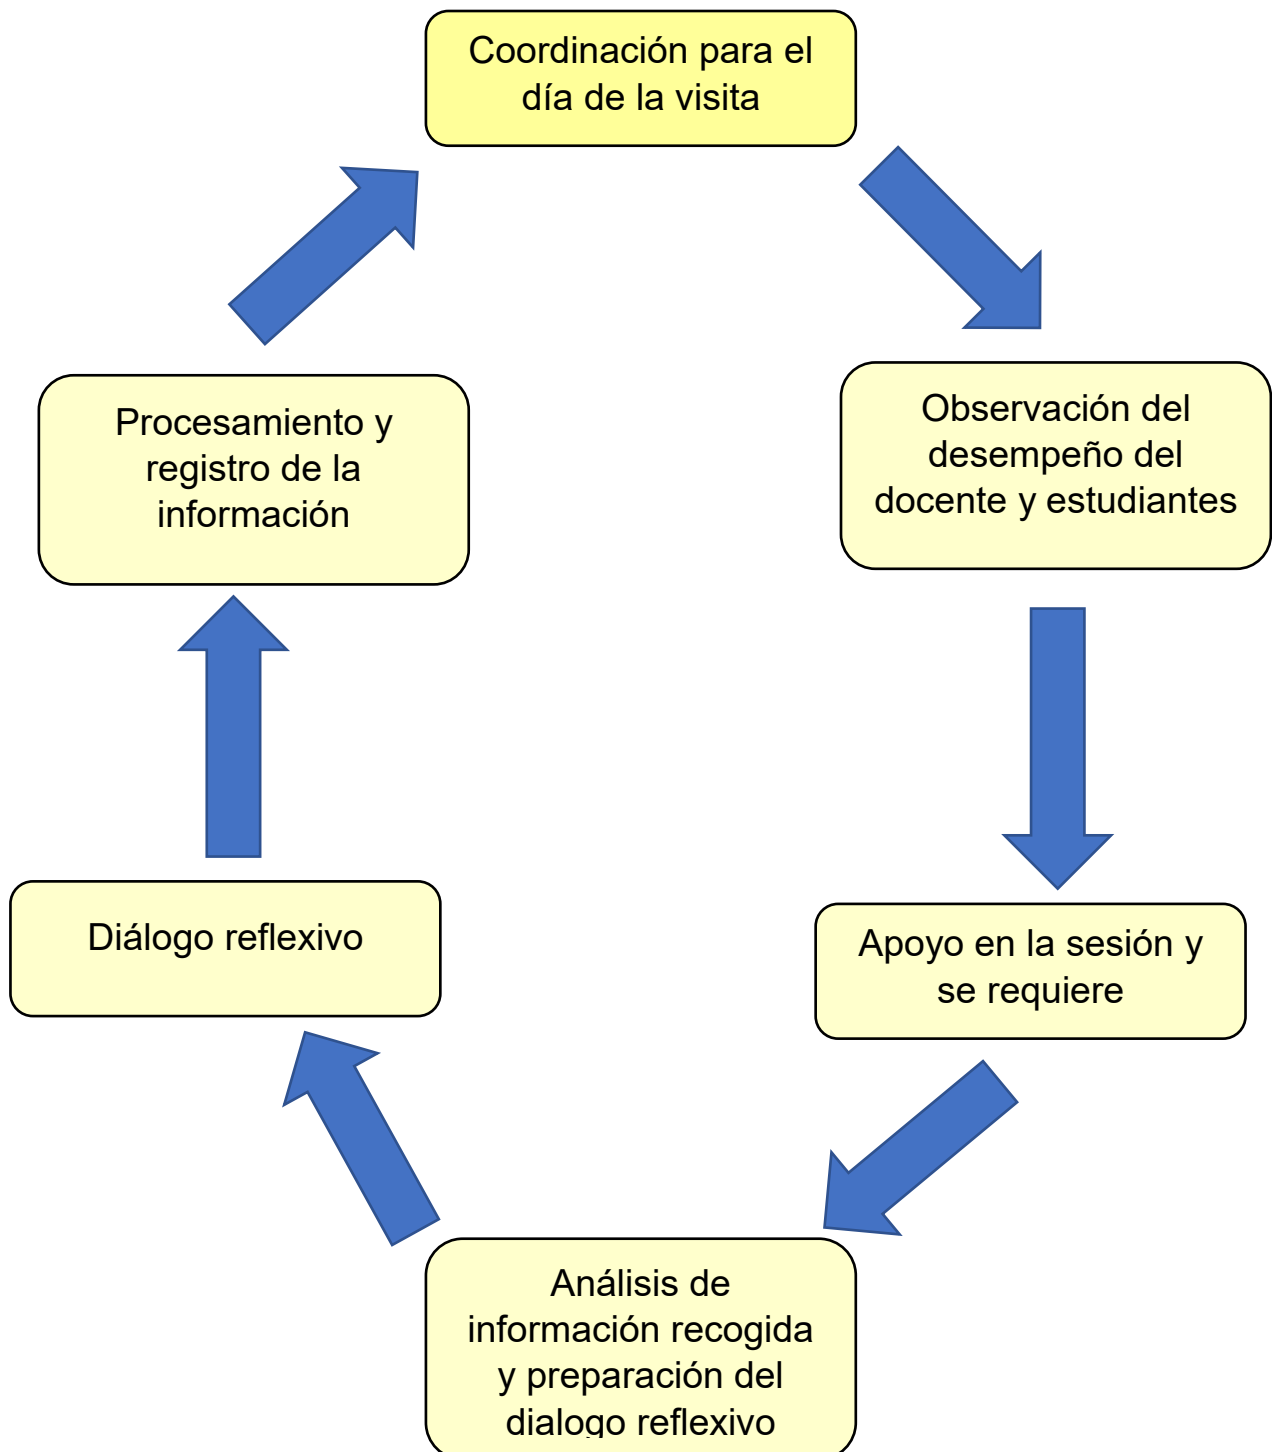 Coordinación para el
día de la visita
Observación del
desempeño del
docente y estudiantes
Apoyo en la sesión y
se requiere
Análisis de
información recogida
y preparación del
dialogo reflexivo
Diálogo reflexivo
Procesamiento y
registro de la
información